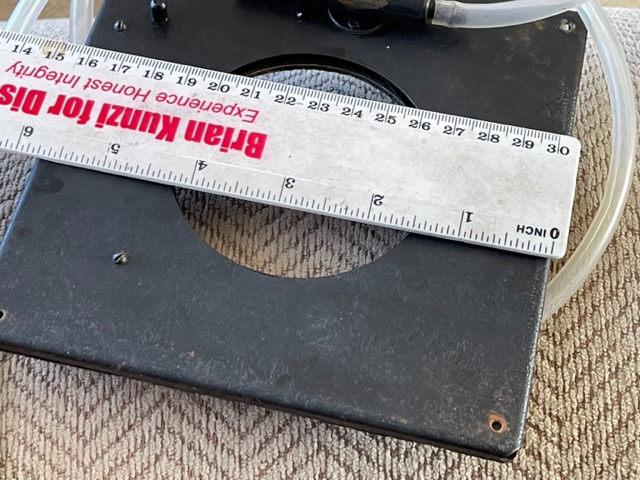 14 15 16 17 18 19 20 21 22 23 24 25 26 27 28 29 30
Brian Kunzi for Dis
Experience Honest Integrity
0 INCH 1 2 3 4 5 6